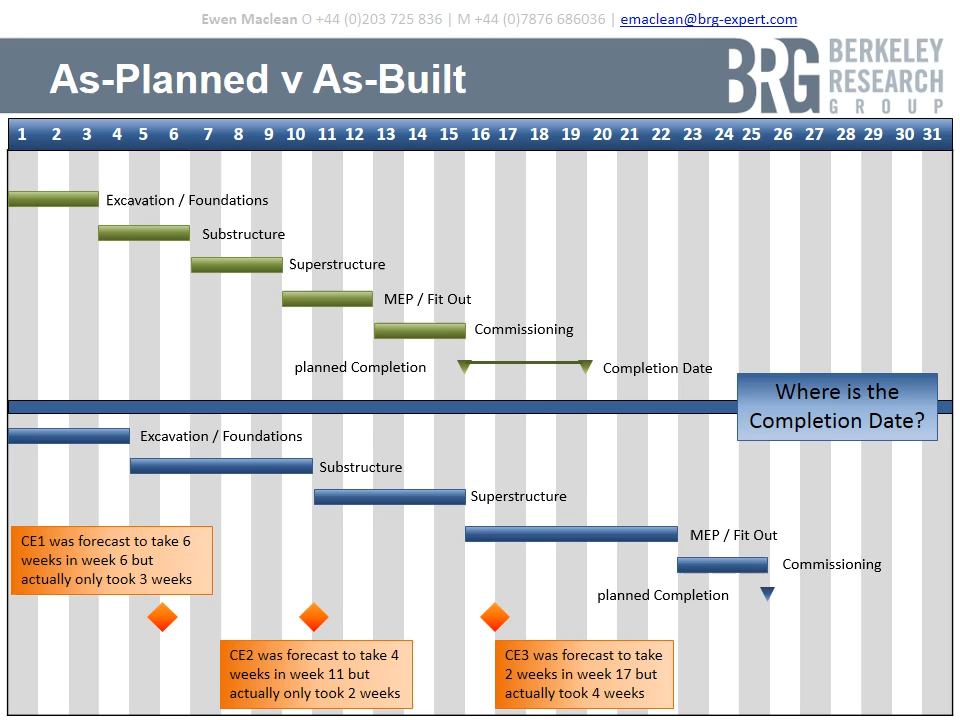 Ewen Maclean O +44 (0)203 725 836 | M +44 (0)7876 686036 | emaclean@brg-expert.com
As-Planned v As-Built
BRG BERKELEY
RESEARCH
GROUP
1 2 3 4 5 6 7 8 9 10 11 12 13 14 15 16 17 18 19 20 21 22 23 24 25 26 27 28 29 30 31
Excavation / Foundations
Substructure
Superstructure
MEP / Fit Out
Commissioning
planned Completion
Completion Date
Where is the
Completion Date?
Excavation / Foundations
Substructure
Superstructure
MEP / Fit Out
Commissioning
planned Completion
CE1 was forecast to take 6
weeks in week 6 but
actually only took 3 weeks
CE2 was forecast to take 4
weeks in week 11 but
actually only took 2 weeks
CE3 was forecast to take
2 weeks in week 17 but
actually took 4 weeks